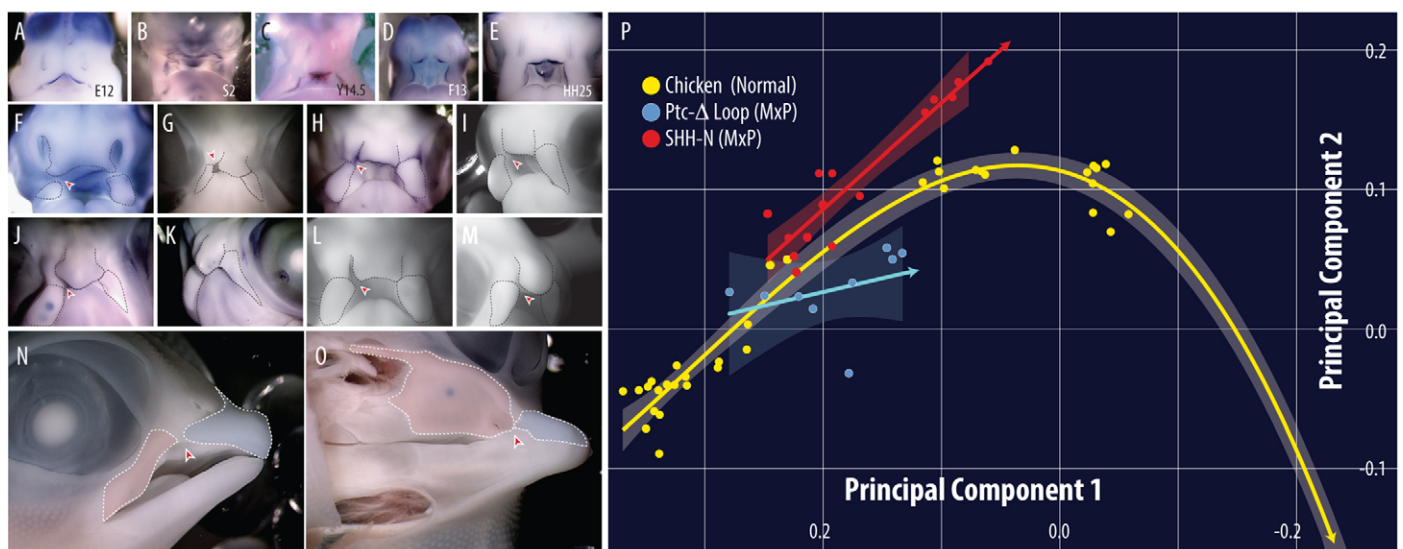 A
E12
B
S2
C
Y14.5
D
F13
E
HH25
F
G
H
I
J
K
L
M
N
O
P
Chicken (Normal)
Ptc-Δ Loop (MxP)
SHH-N (MxP)
0.2
0.1
0.0
-0.1
Principal Component 2
Principal Component 1
0.2
0.0
-0.2